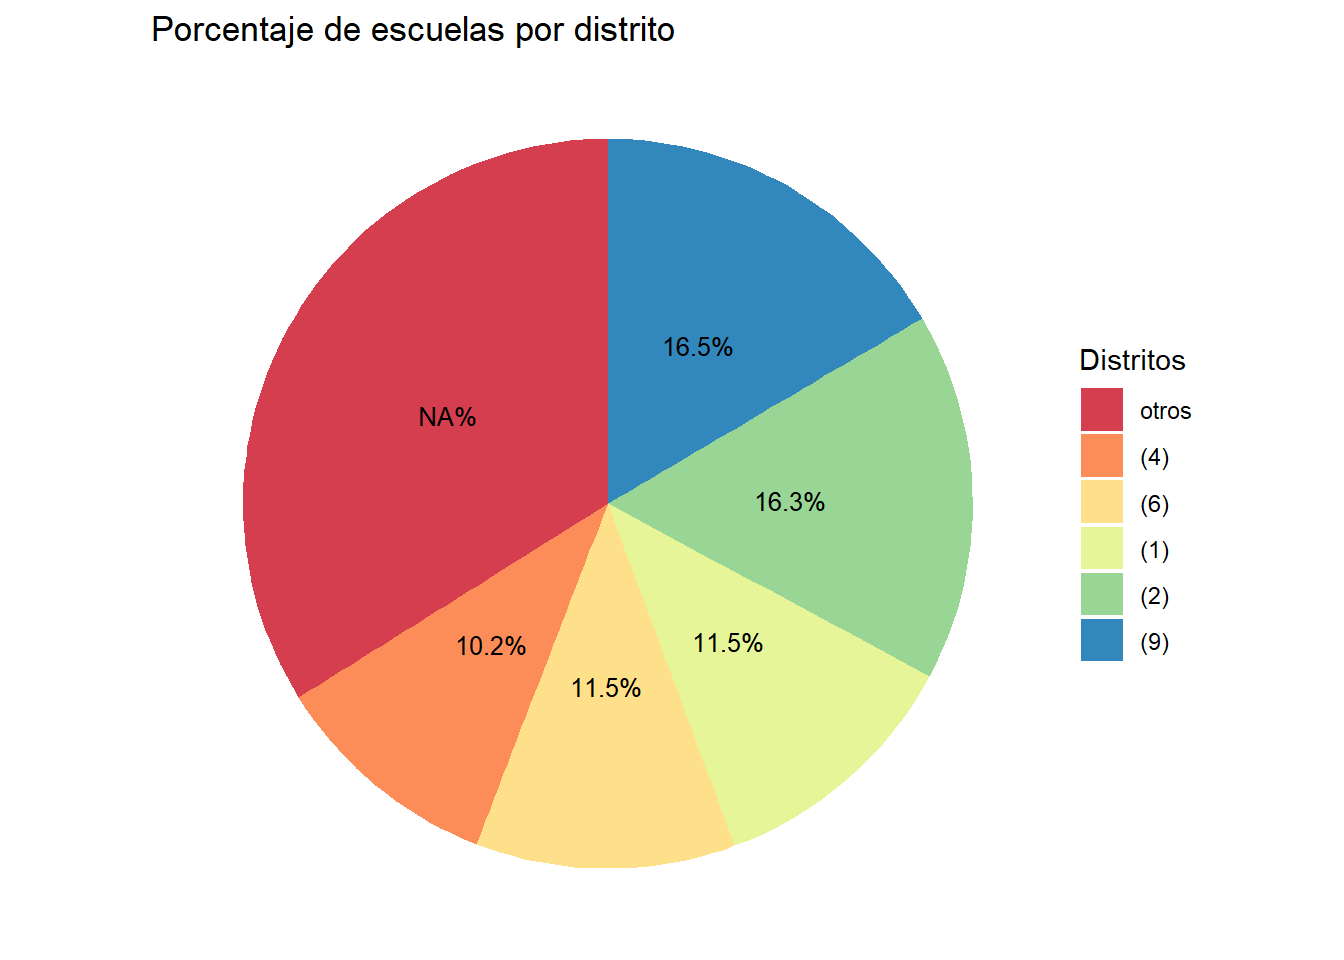 Porcentaje de escuelas por distrito
16.5%
NA%
16.3%
10.2%
11.5%
11.5%
Distritos
otros
(4)
(6)
(1)
(2)
(9)